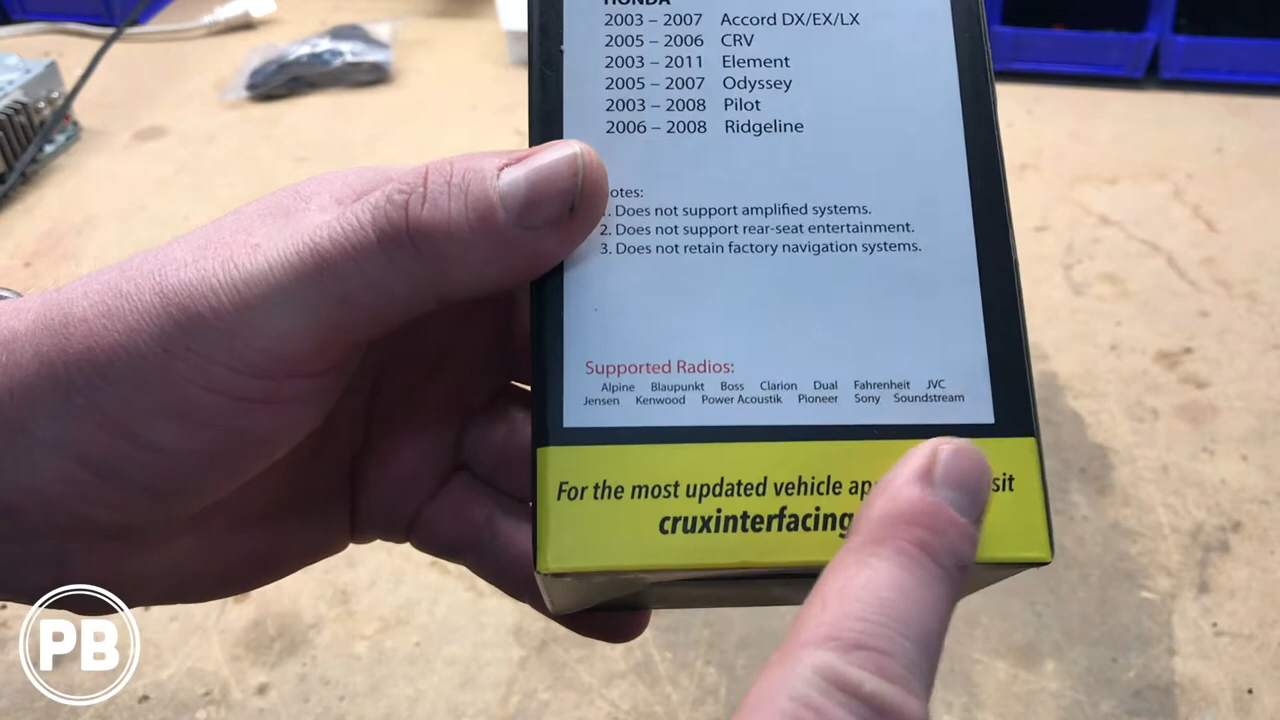 HONDA
2003 – 2007 Accord DX/EX/LX
2005 – 2006 CRV
2003 – 2011 Element
2005 – 2007 Odyssey
2003 – 2008 Pilot
2006 – 2008 Ridgeline
otes:
. Does not support amplified systems.
2. Does not support rear-seat entertainment.
3. Does not retain factory navigation systems.
Supported Radios:
Alpine Blaupunkt Boss Clarion Dual Fahrenheit JVC
Jensen Kenwood Power Acoustik Pioneer Sony Soundstream
For the most updated vehicle ap sit
cruxinterfacing
PB